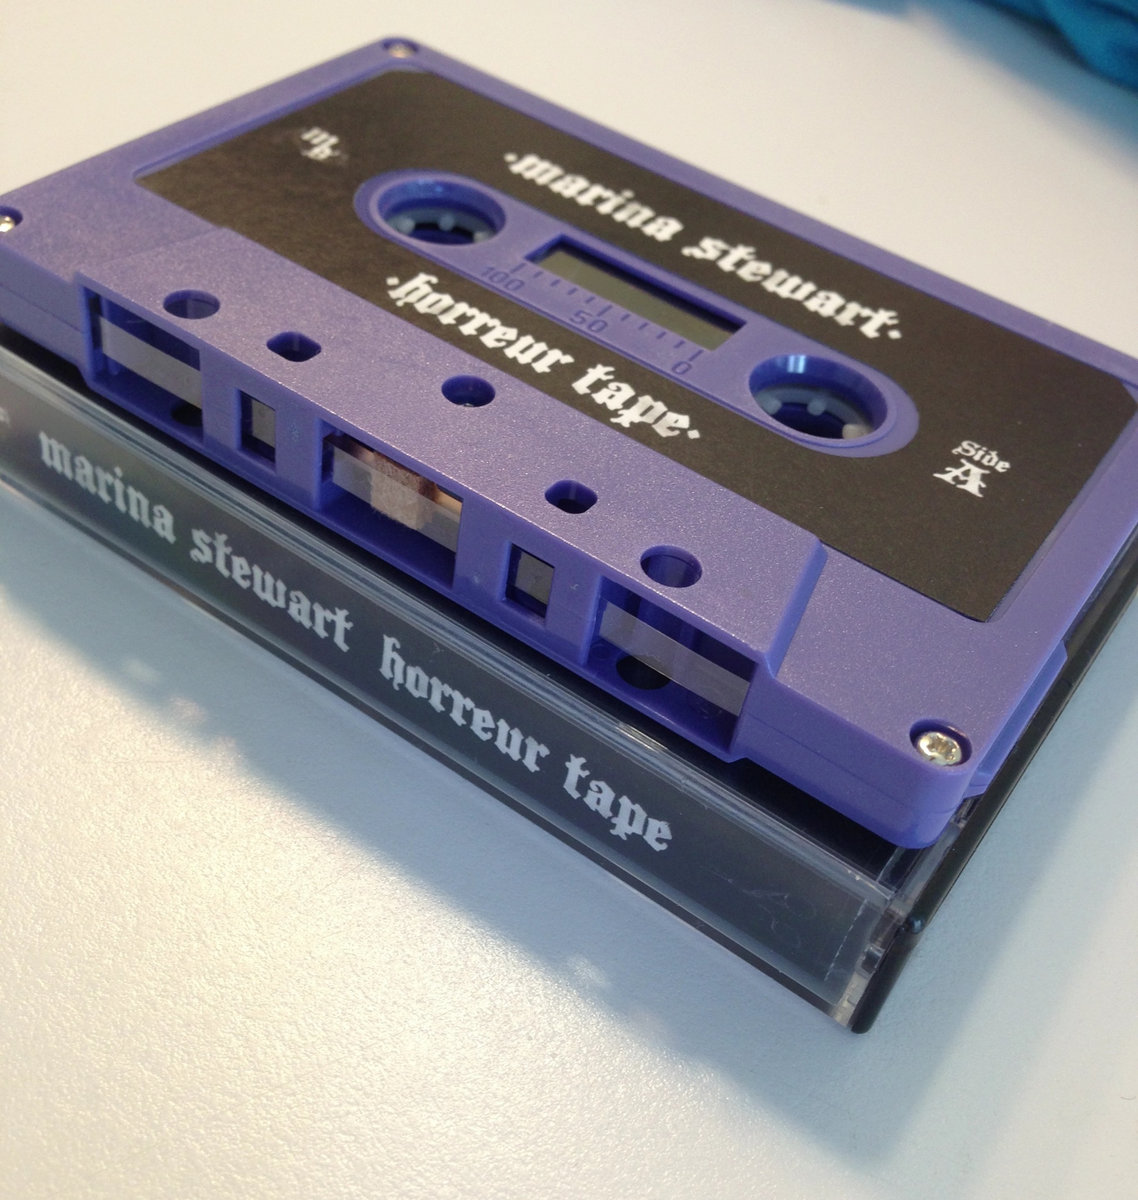 ·marina stewart·
100 50 0
·horreur tape·
Side
A
marina stewart horreur tape